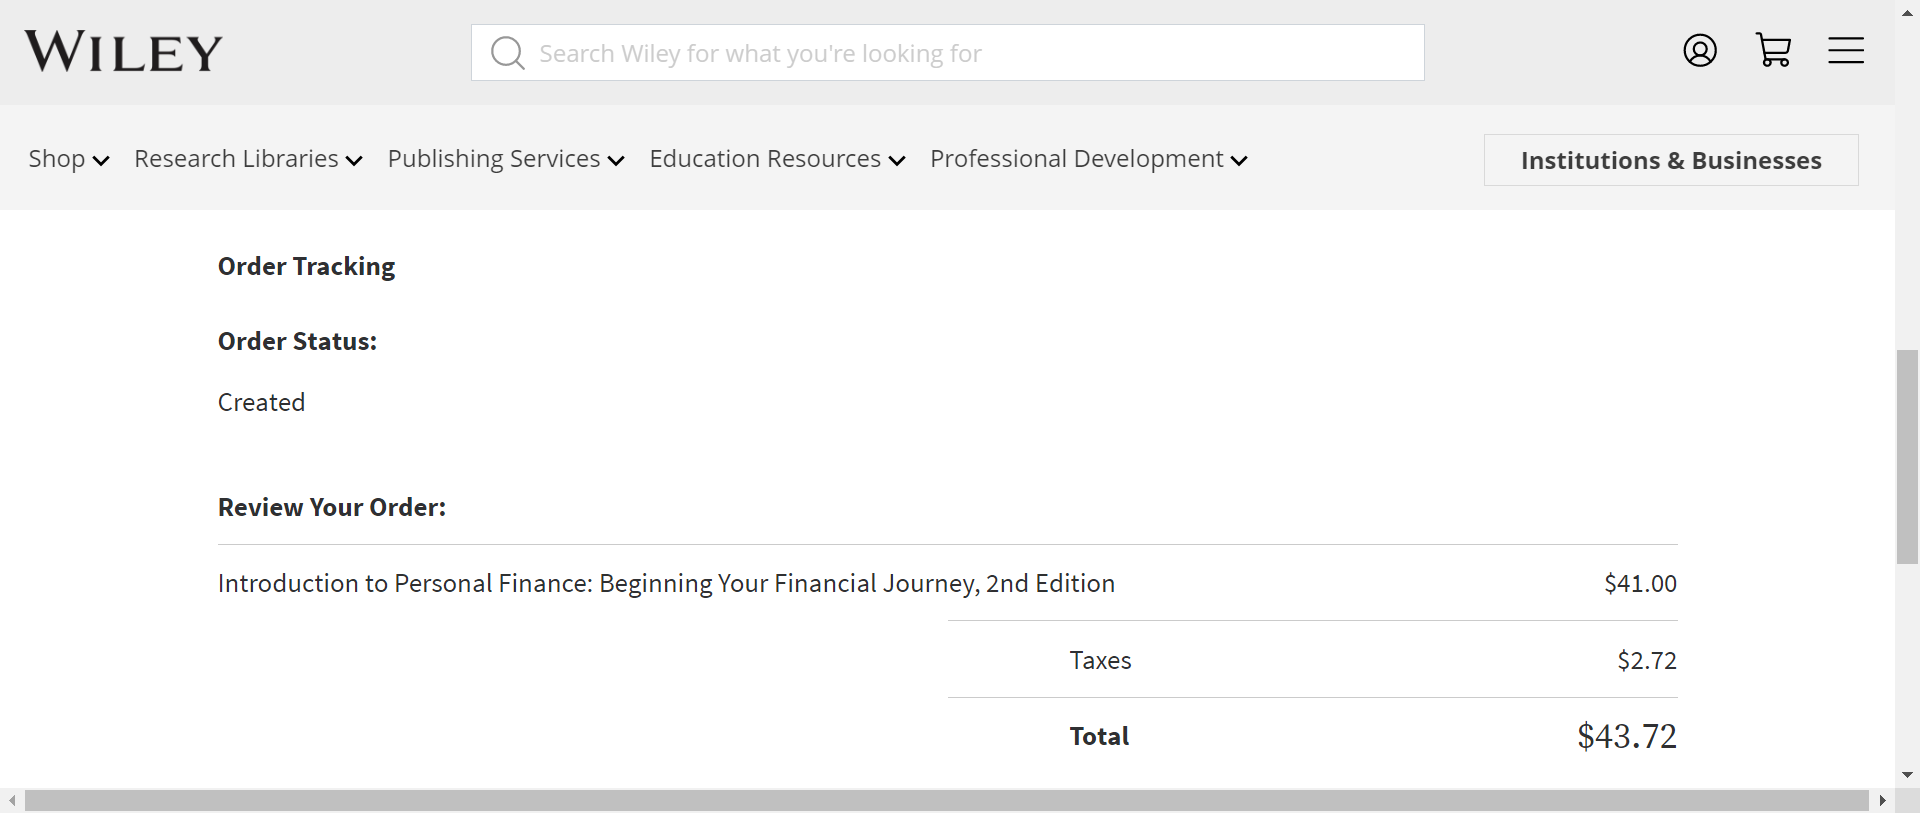 WILEY
Search Wiley for what you're looking for
Shop Research Libraries Publishing Services Education Resources Professional Development Institutions & Businesses
Order Tracking
Order Status:
Created
Review Your Order:
Introduction to Personal Finance: Beginning Your Financial Journey, 2nd Edition $41.00
Taxes $2.72
Total $43.72